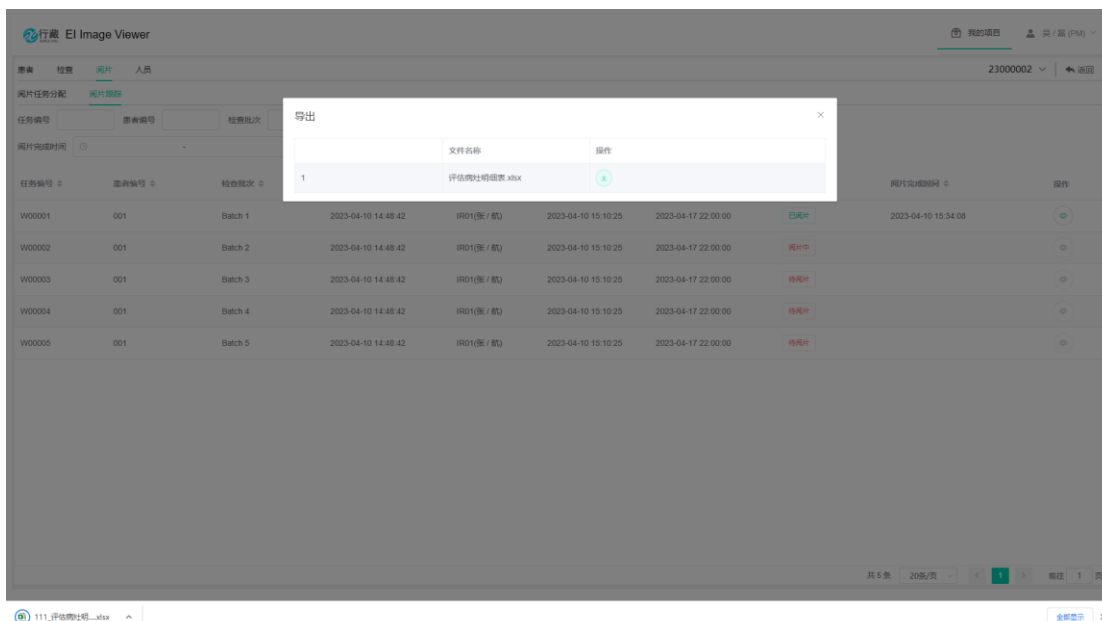 行藏 EI Image Viewer
我的项目
(PM)
患者 检查 阅片 人员
23000002 返回
阅片任务分配 阅片跟踪
任务编号 患者编号 检查批次
导出 ×
阅片完成时间 -
文件名称 操作
1 评估病灶明细表.xlsx
任务编号 患者编号 检查批次 阅片完成时间 操作
W00001 001 Batch 1 2023-04-10 14:48:42 IR01(张 / 航) 2023-04-10 15:10:25 2023-04-17 22:00:00 已阅片 2023-04-10 15:34:08
W00002 001 Batch 2 2023-04-10 14:48:42 IR01(张 / 航) 2023-04-10 15:10:25 2023-04-17 22:00:00 阅片中
W00003 001 Batch 3 2023-04-10 14:48:42 IR01(张 / 航) 2023-04-10 15:10:25 2023-04-17 22:00:00 待阅片
W00004 001 Batch 4 2023-04-10 14:48:42 IR01(张 / 航) 2023-04-10 15:10:25 2023-04-17 22:00:00 待阅片
W00005 001 Batch 5 2023-04-10 14:48:42 IR01(张 / 航) 2023-04-10 15:10:25 2023-04-17 22:00:00 待阅片
共 5 条 20条/页 < 1 > 前往 1 页
111_评估病灶明....xlsx 全部显示